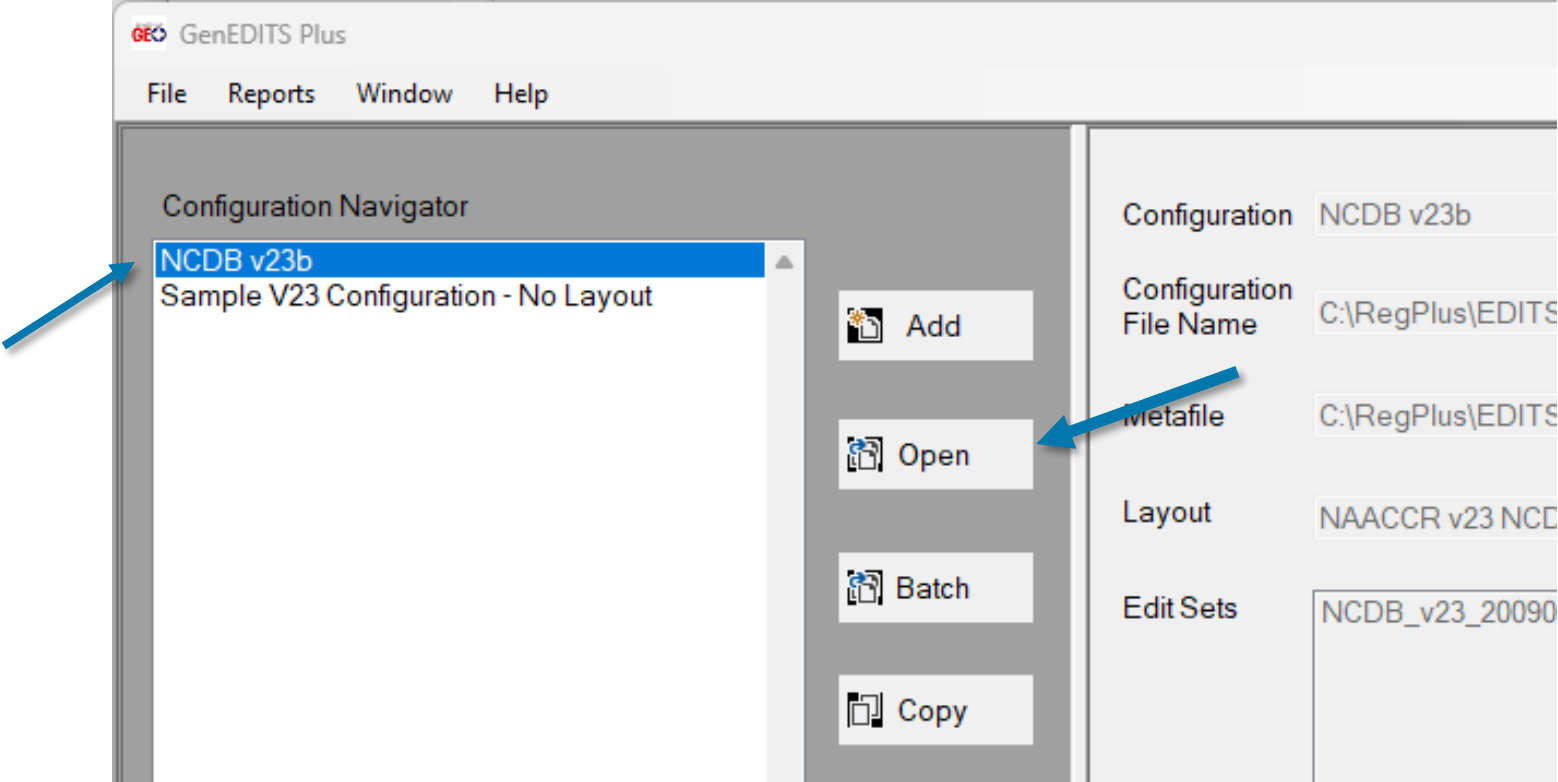 GenEDITS Plus
File Reports Window Help
Configuration Navigator
NCDB v23b
Sample V23 Configuration - No Layout
Add
Open
Batch
Copy
Configuration NCDB v23b
Configuration
File Name C:\RegPlus\EDITS
Metafile C:\RegPlus\EDITS
Layout NAACCR v23 NCD
Edit Sets NCDB_v23_20090